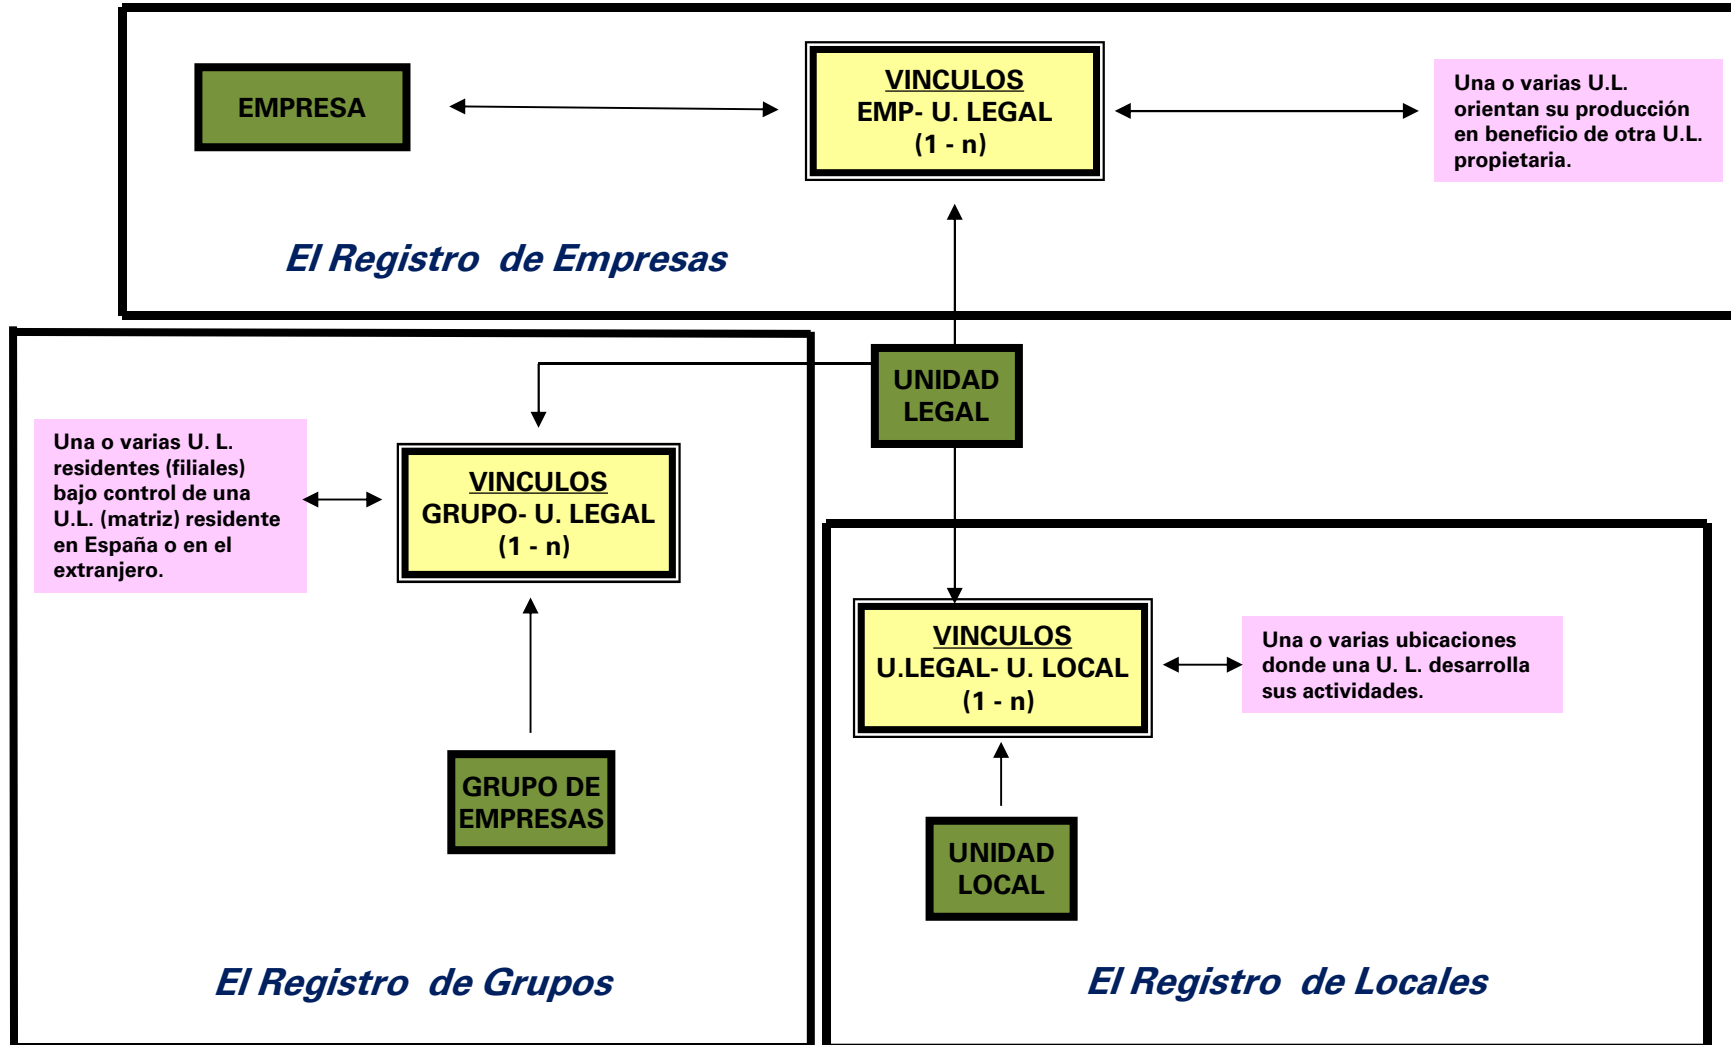 EMPRESA
VINCULOS
EMP- U. LEGAL
(1 - n)
Una o varias U.L.
orientan su producción
en beneficio de otra U.L.
propietaria.
El Registro de Empresas
UNIDAD
LEGAL
Una o varias U. L.
residentes (filiales)
bajo control de una
U.L. (matriz) residente
en España o en el
extranjero.
VINCULOS
GRUPO- U. LEGAL
(1 - n)
VINCULOS
U.LEGAL- U. LOCAL
(1 - n)
Una o varias ubicaciones
donde una U. L. desarrolla
sus actividades.
GRUPO DE
EMPRESAS
UNIDAD
LOCAL
El Registro de Grupos
El Registro de Locales